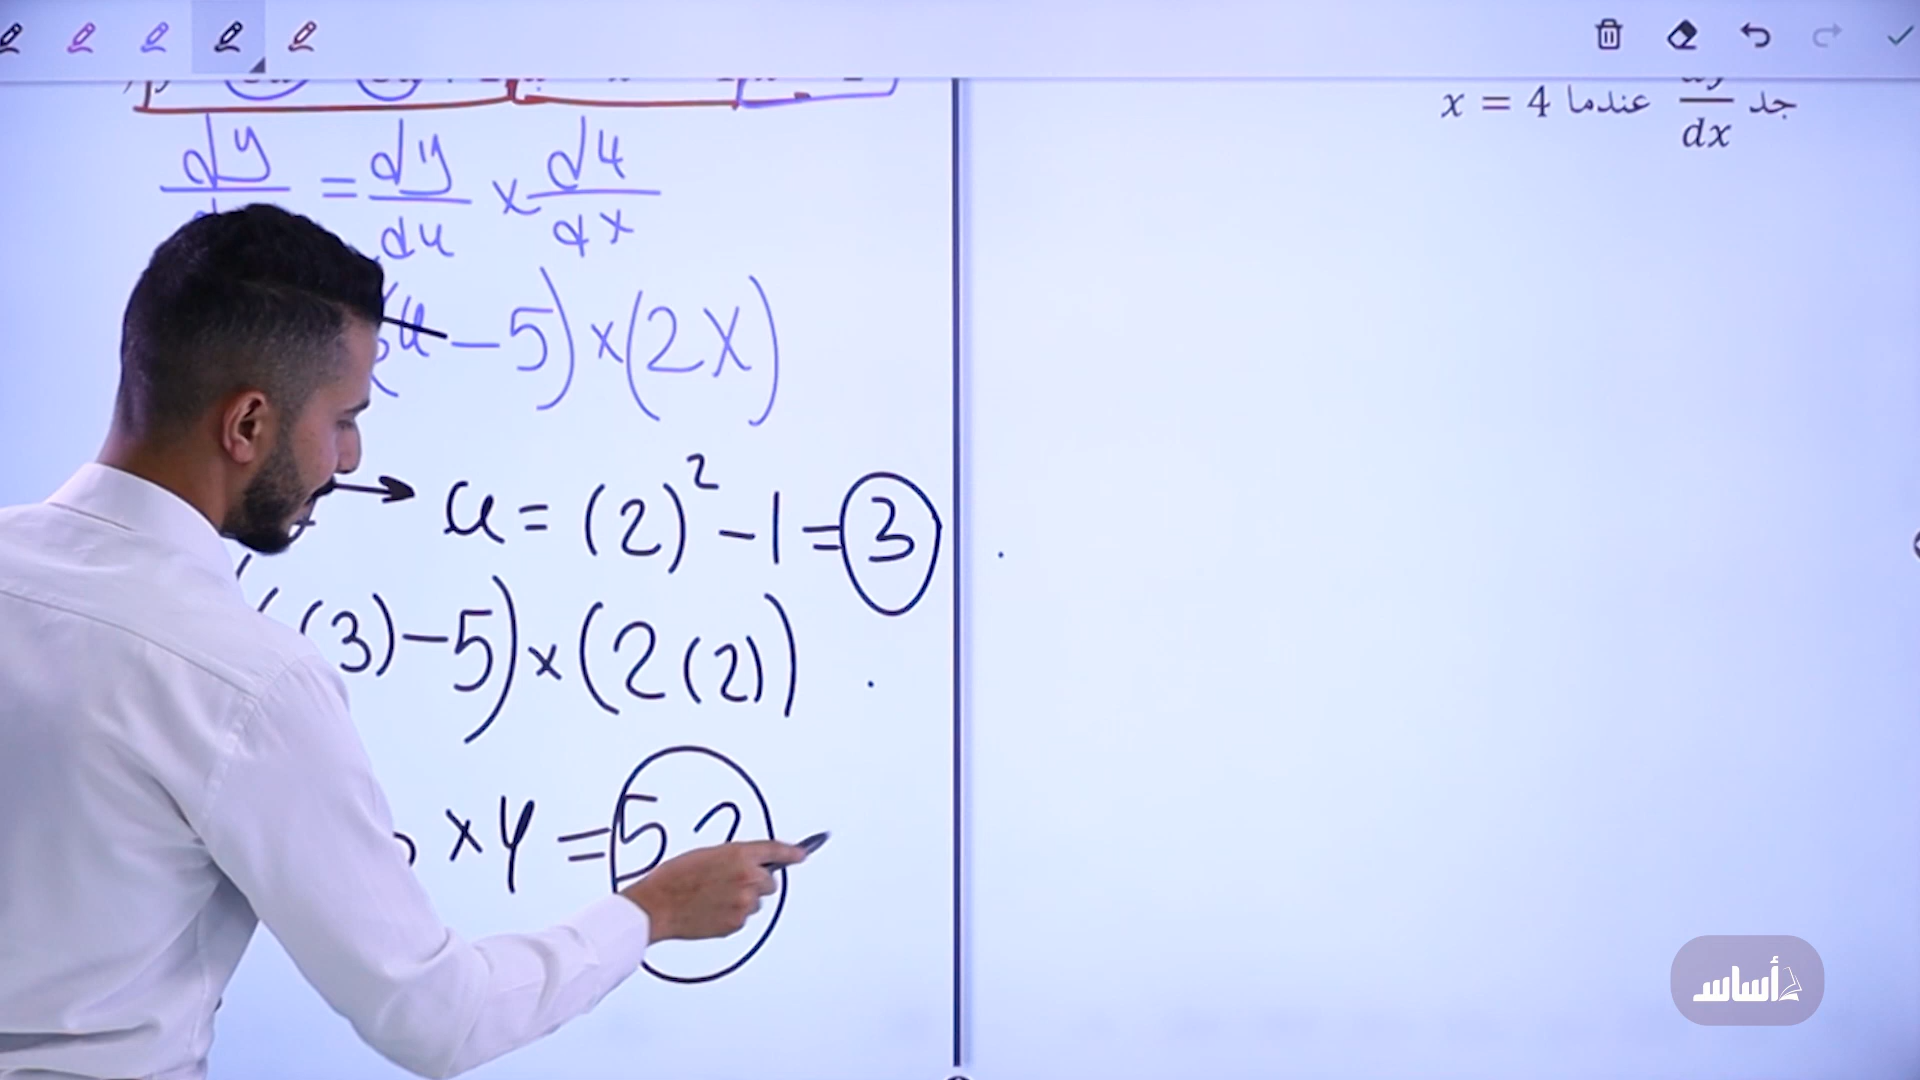 dy = dy × du
du dx
u - 5) × (2x)
u = (2)² - 1 = 3
(3) - 5) × (2(2))
× 4 = 52
جد dy/dx عندما x = 4
أساس